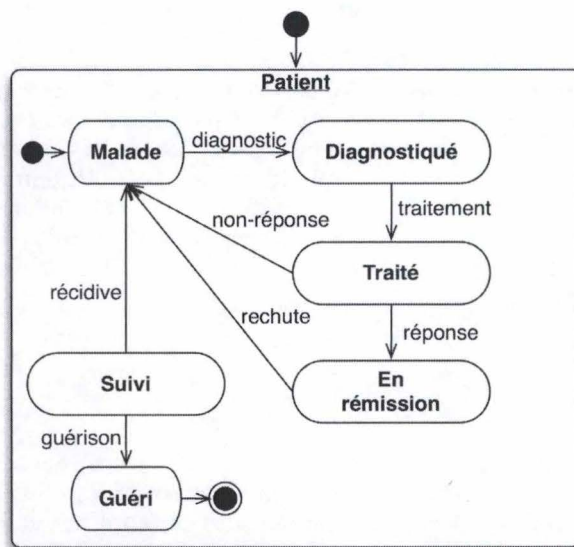 Patient
Malade
diagnostic
Diagnostiqué
traitement
non-réponse
Traité
récidive
rechute
réponse
Suivi
En
rémission
guérison
Guéri